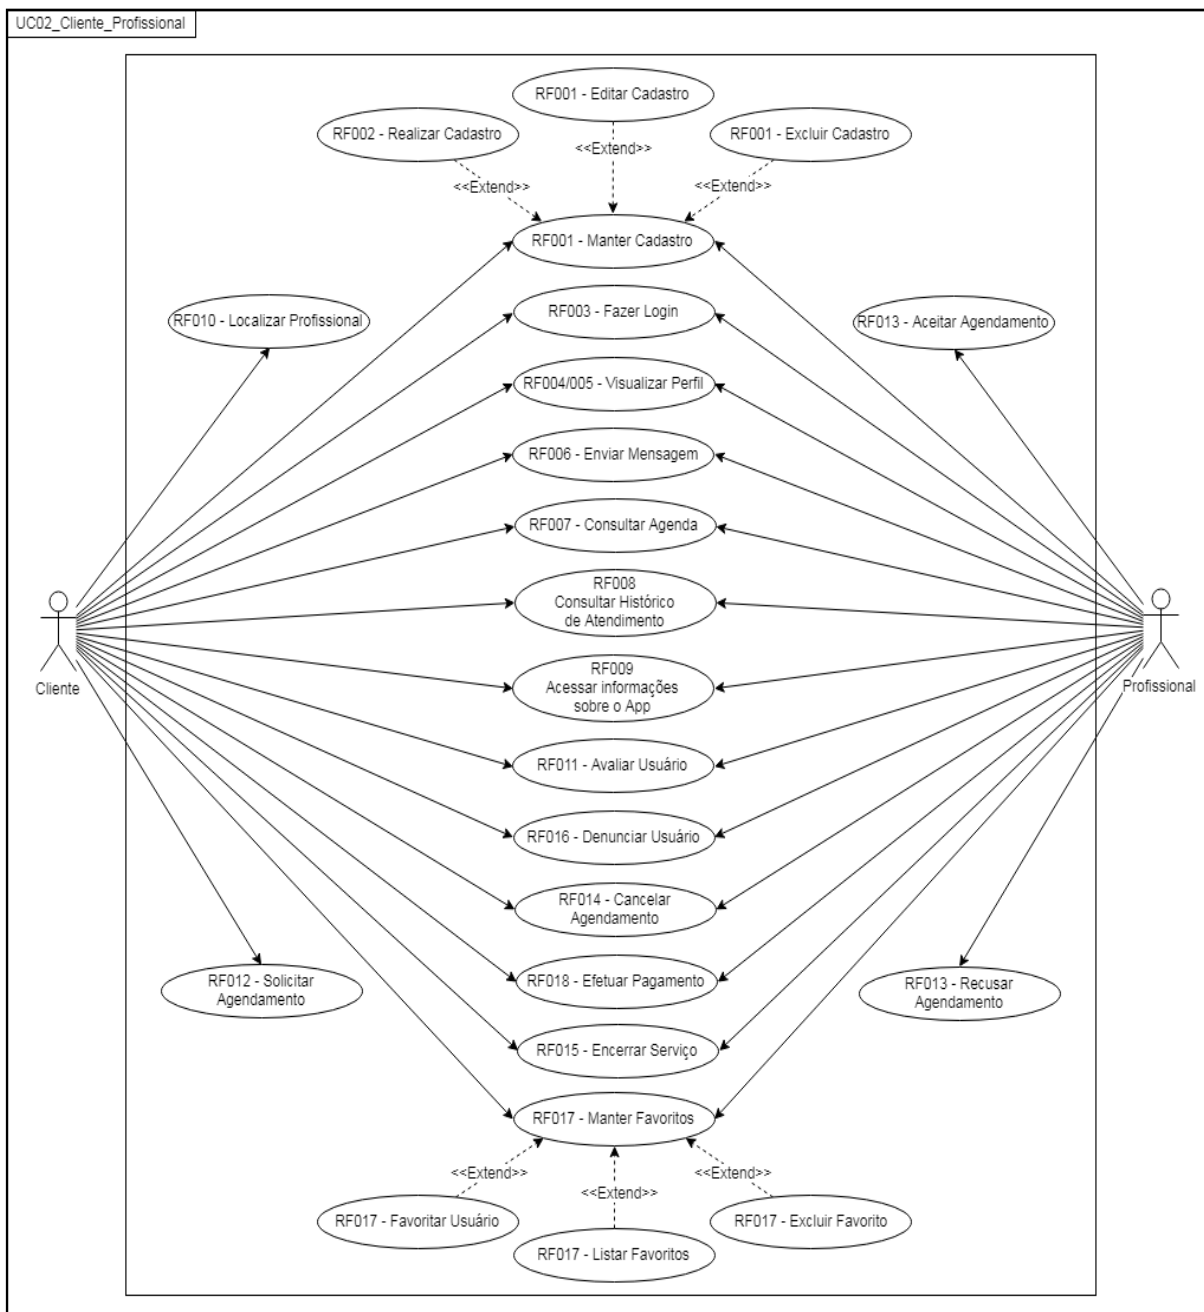 UC02_Cliente_Profissional
RF001 - Editar Cadastro
RF002 - Realizar Cadastro
RF001 - Excluir Cadastro
<<Extend>>
<<Extend>>
<<Extend>>
RF001 - Manter Cadastro
RF010 - Localizar Profissional
RF003 - Fazer Login
RF013 - Aceitar Agendamento
RF004/005 - Visualizar Perfil
RF006 - Enviar Mensagem
RF007 - Consultar Agenda
RF008
Consultar Histórico
de Atendimento
Cliente
Profissional
RF009
Acessar informações
sobre o App
RF011 - Avaliar Usuário
RF016 - Denunciar Usuário
RF014 - Cancelar
Agendamento
RF012 - Solicitar
Agendamento
RF018 - Efetuar Pagamento
RF013 - Recusar
Agendamento
RF015 - Encerrar Serviço
RF017 - Manter Favoritos
<<Extend>>
<<Extend>>
<<Extend>>
RF017 - Favoritar Usuário
RF017 - Listar Favoritos
RF017 - Excluir Favorito